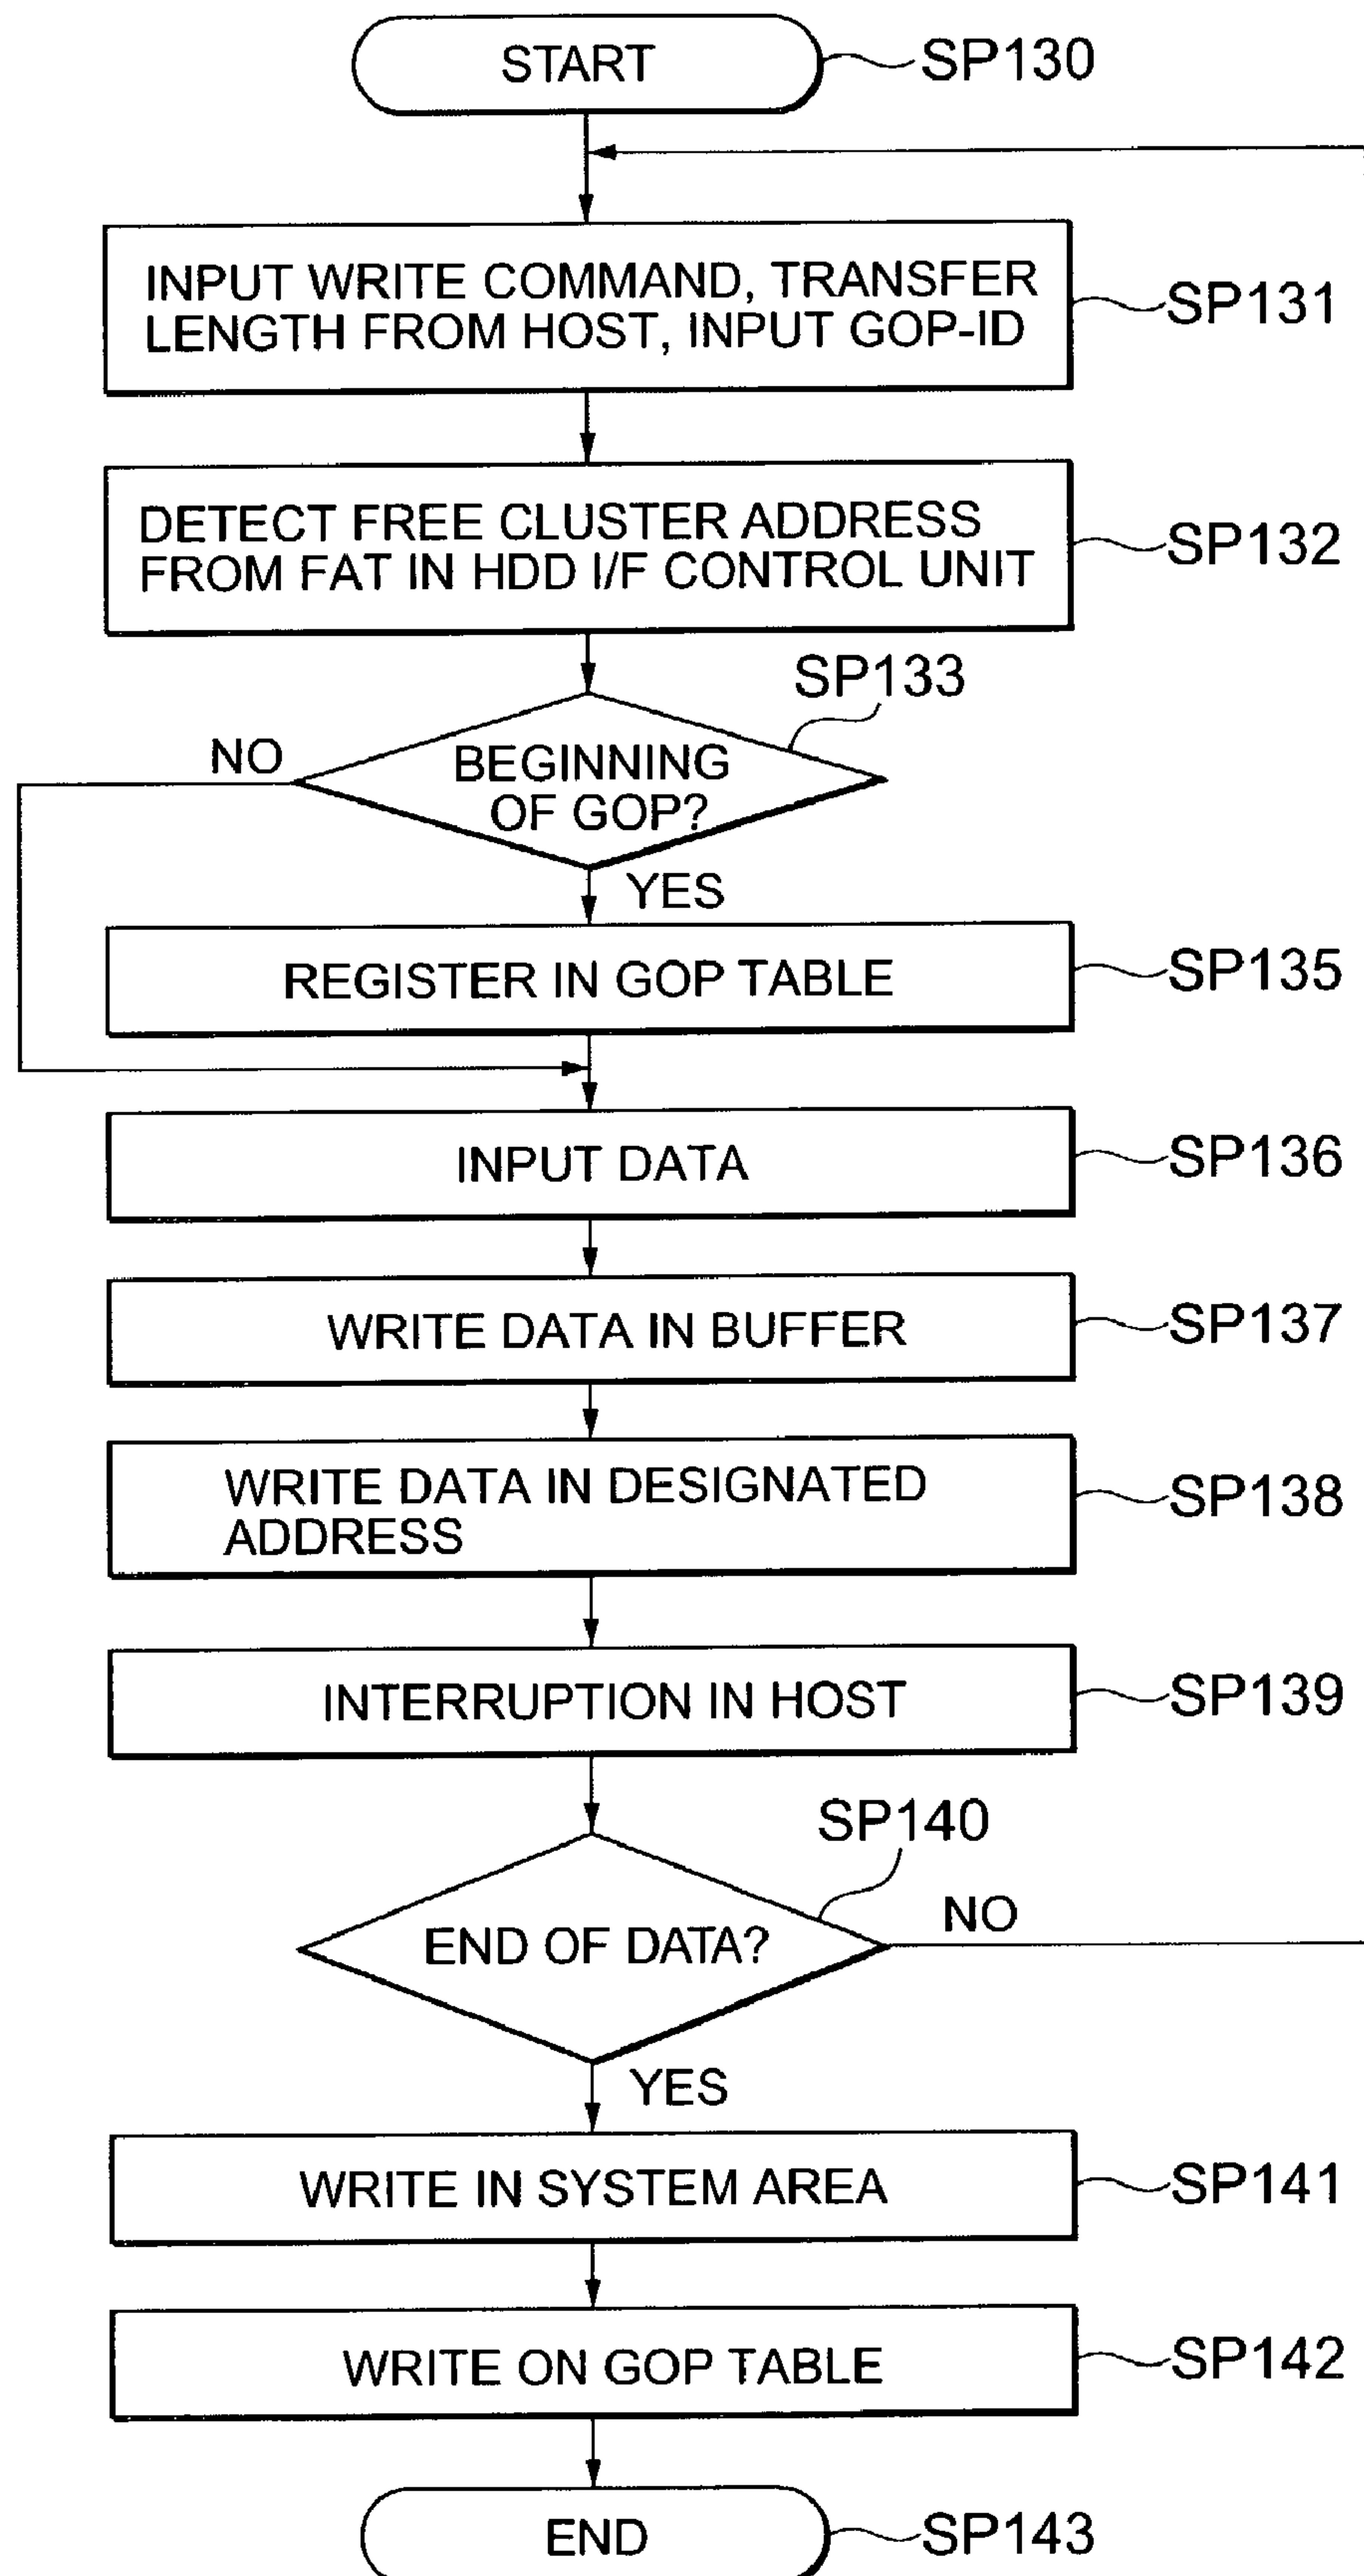 START
SP130
INPUT WRITE COMMAND, TRANSFER
LENGTH FROM HOST, INPUT GOP-ID
SP131
DETECT FREE CLUSTER ADDRESS
FROM FAT IN HDD I/F CONTROL UNIT
SP132
SP133
NO
BEGINNING
OF GOP?
YES
REGISTER IN GOP TABLE
SP135
INPUT DATA
SP136
WRITE DATA IN BUFFER
SP137
WRITE DATA IN DESIGNATED
ADDRESS
SP138
INTERRUPTION IN HOST
SP139
SP140
END OF DATA?
NO
YES
WRITE IN SYSTEM AREA
SP141
WRITE ON GOP TABLE
SP142
END
SP143